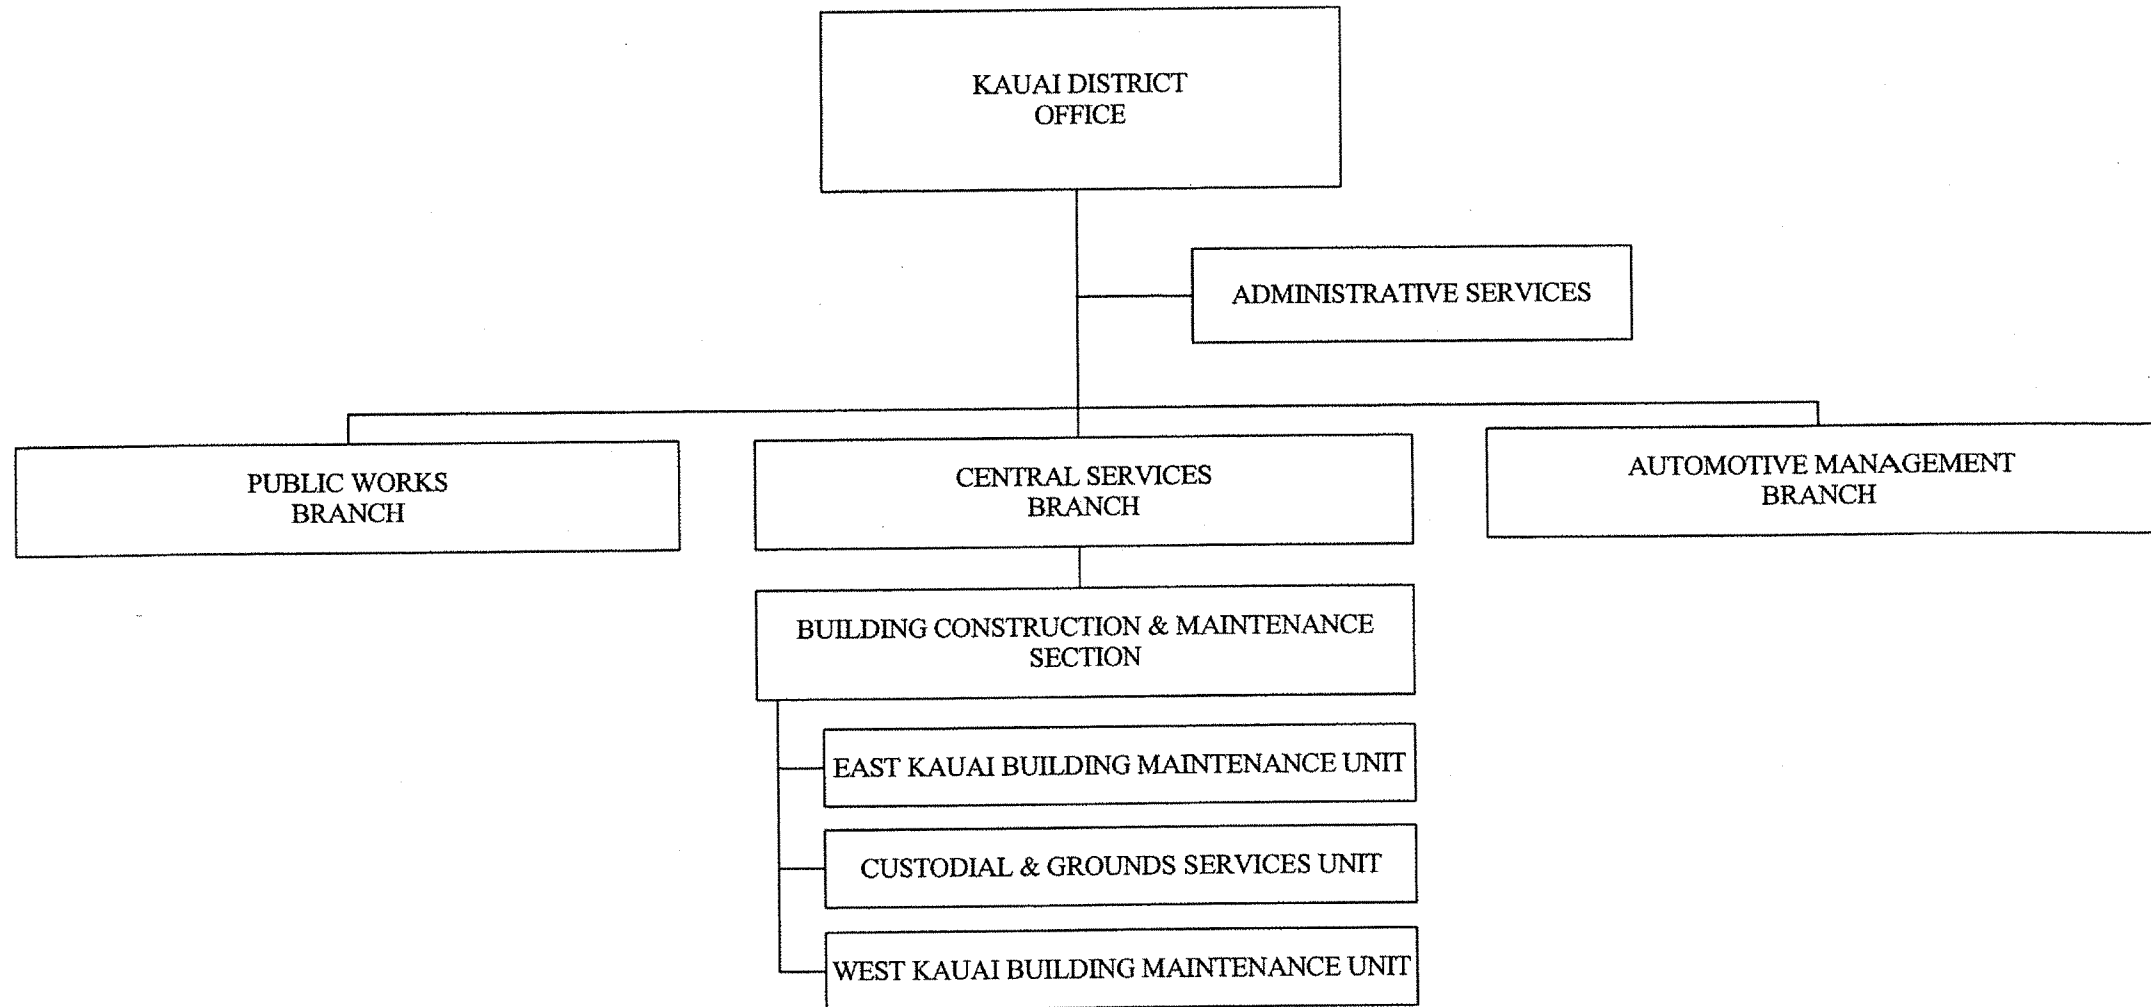 KAUAI DISTRICT
OFFICE
ADMINISTRATIVE SERVICES
PUBLIC WORKS
BRANCH
CENTRAL SERVICES
BRANCH
AUTOMOTIVE MANAGEMENT
BRANCH
BUILDING CONSTRUCTION & MAINTENANCE
SECTION
EAST KAUAI BUILDING MAINTENANCE UNIT
CUSTODIAL & GROUNDS SERVICES UNIT
WEST KAUAI BUILDING MAINTENANCE UNIT